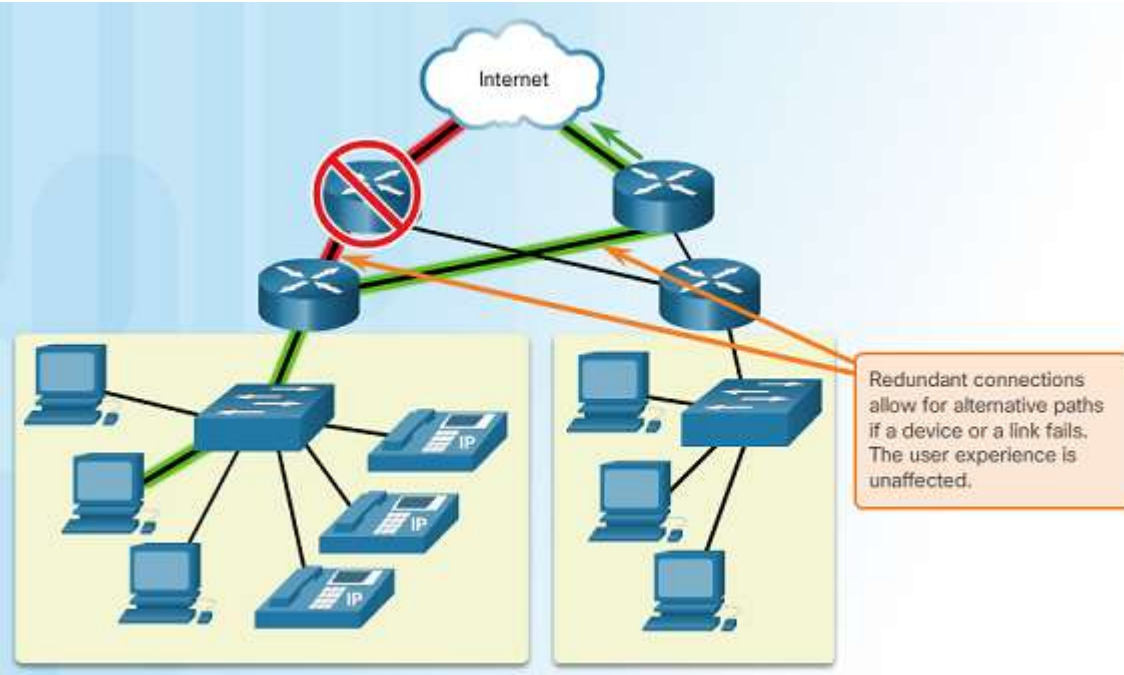 Internet
Redundant connections
allow for alternative paths
if a device or a link fails.
The user experience is
unaffected.
IP
IP
IP